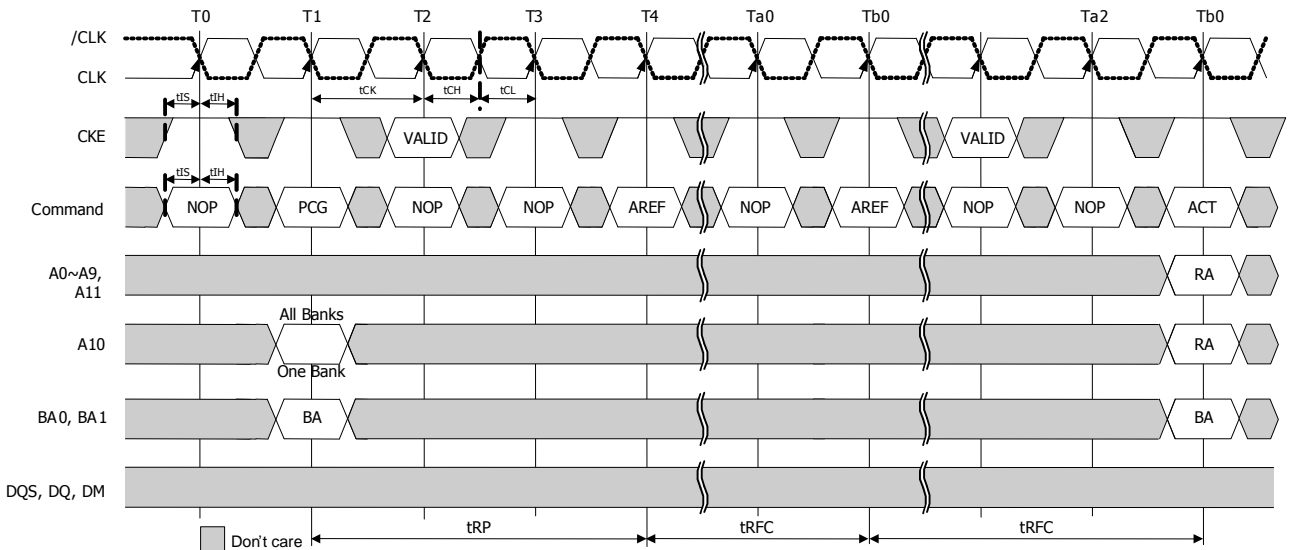 T0 T1 T2 T3 T4 Ta0 Tb0 Ta2 Tb0
/CLK
CLK
tIS tIH tCK tCH tCL
CKE VALID VALID
tIS tIH
Command NOP PCG NOP NOP AREF NOP AREF NOP NOP ACT
A0~A9,
A11
RA
All Banks
A10 RA
One Bank
BA0, BA1 BA BA
DQS, DQ, DM
tRP tRFC tRFC
Don't care